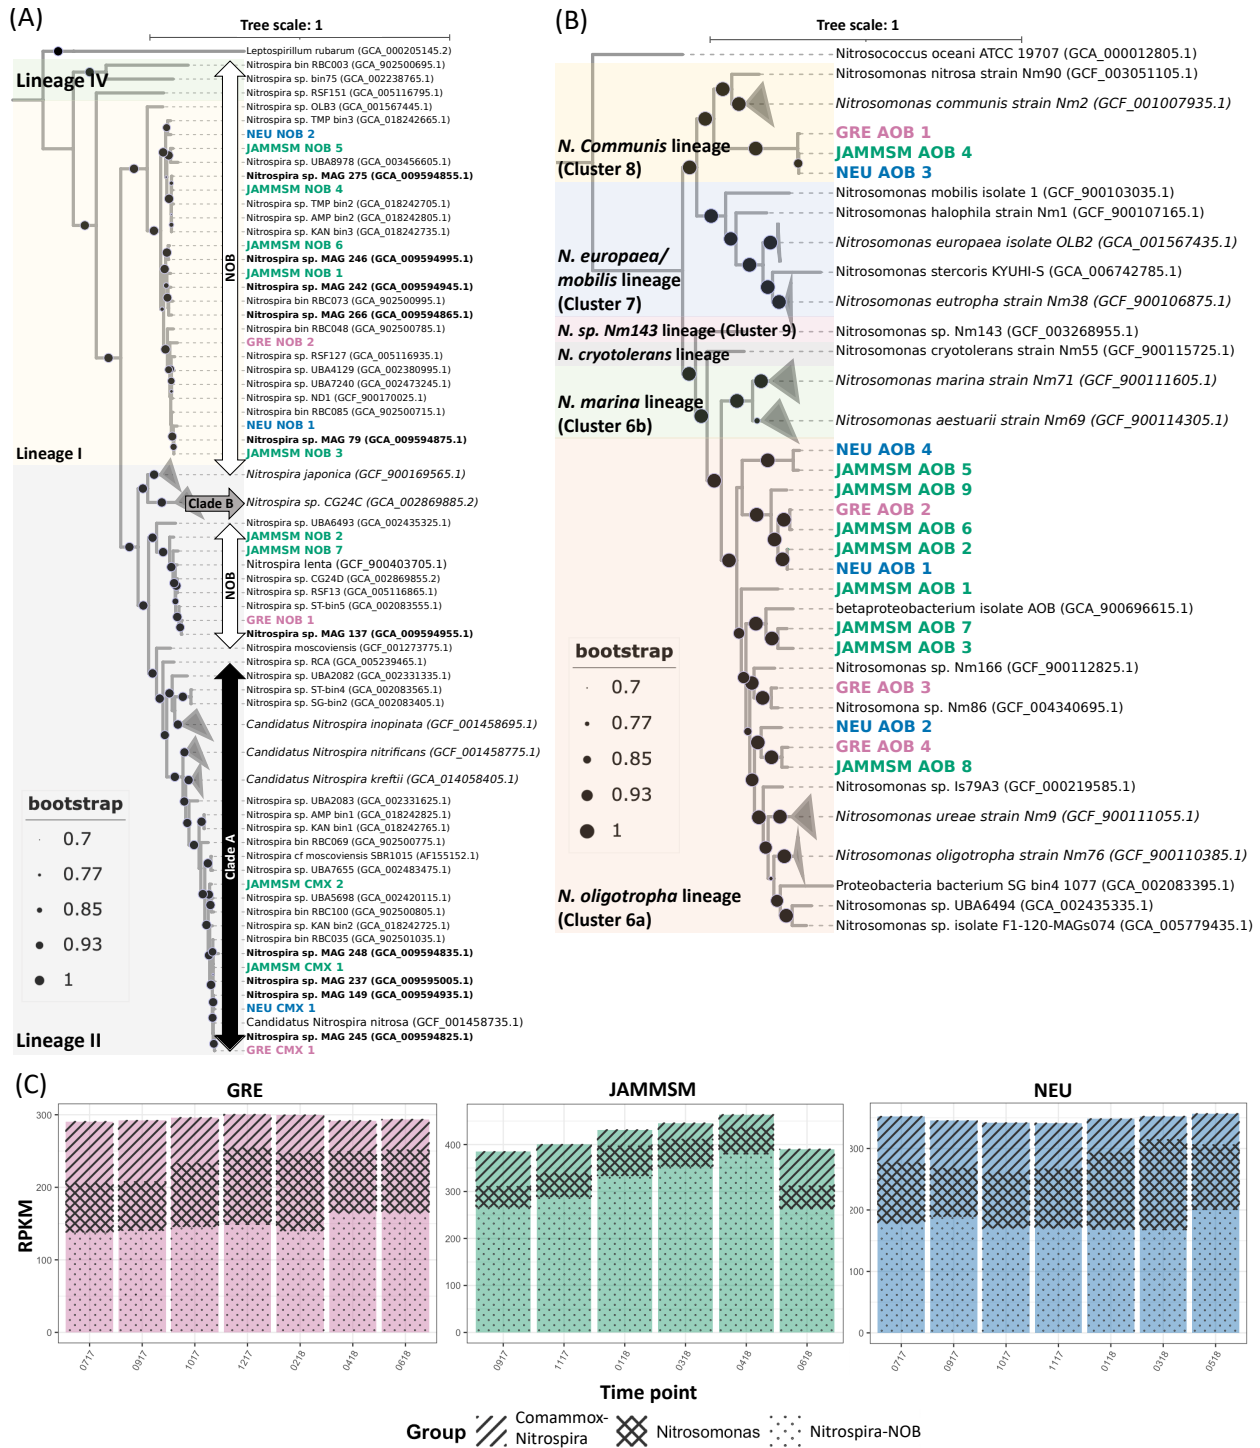 (A)
Tree scale: 1
Leptospirillum rubarum (GCA_000205145.2)
Nitrospira bin RBC003 (GCA_902500695.1)
Lineage IV
Nitrospira sp. bin75 (GCA_002238765.1)
Nitrospira sp. RSF151 (GCA_005116795.1)
Nitrospira sp. OLB3 (GCA_001567445.1)
Nitrospira sp. TMP bin3 (GCA_018242665.1)
NEU NOB 2
JAMMSM NOB 5
Nitrospira sp. UBA8978 (GCA_003456605.1)
Nitrospira sp. MAG 275 (GCA_009594855.1)
JAMMSM NOB 4
Nitrospira sp. TMP bin2 (GCA_018242705.1)
Nitrospira sp. AMP bin2 (GCA_018242805.1)
Nitrospira sp. KAN bin3 (GCA_018242735.1)
JAMMSM NOB 6
Nitrospira sp. MAG 246 (GCA_009594995.1)
NOB
JAMMSM NOB 1
Nitrospira sp. MAG 242 (GCA_009594945.1)
Nitrospira bin RBC073 (GCA_902500995.1)
Nitrospira sp. MAG 266 (GCA_009594865.1)
Nitrospira bin RBC048 (GCA_902500785.1)
GRE NOB 2
Nitrospira sp. RSF127 (GCA_005116935.1)
Nitrospira sp. UBA4129 (GCA_002380995.1)
Nitrospira sp. UBA7240 (GCA_002473245.1)
Nitrospira sp. ND1 (GCA_900170025.1)
Nitrospira bin RBC085 (GCA_902500715.1)
NEU NOB 1
Nitrospira sp. MAG 79 (GCA_009594875.1)
Lineage I
JAMMSM NOB 3
Nitrospira japonica (GCF_900169565.1)
Clade B
Nitrospira sp. CG24C (GCA_002869885.2)
Nitrospira sp. UBA6493 (GCA_002435325.1)
JAMMSM NOB 2
JAMMSM NOB 7
Nitrospira lenta (GCF_900403705.1)
NOB
Nitrospira sp. CG24D (GCA_002869855.2)
Nitrospira sp. RSF13 (GCA_005116865.1)
Nitrospira sp. ST-bin5 (GCA_002083555.1)
GRE NOB 1
Nitrospira sp. MAG 137 (GCA_009594955.1)
Nitrospira moscoviensis (GCF_001273775.1)
Nitrospira sp. RCA (GCA_005239465.1)
Nitrospira sp. UBA2082 (GCA_002331335.1)
Nitrospira sp. ST-bin4 (GCA_002083565.1)
Nitrospira sp. SG-bin2 (GCA_002083405.1)
Candidatus Nitrospira inopinata (GCF_001458695.1)
Candidatus Nitrospira nitrificans (GCF_001458775.1)
Candidatus Nitrospira kreftii (GCA_014058405.1)
Nitrospira sp. UBA2083 (GCA_002331625.1)
Nitrospira sp. AMP bin1 (GCA_018242825.1)
Nitrospira sp. KAN bin1 (GCA_018242765.1)
Nitrospira bin RBC069 (GCA_902500775.1)
Clade A
Nitrospira cf moscoviensis SBR1015 (AF155152.1)
Nitrospira sp. UBA7655 (GCA_002483475.1)
JAMMSM CMX 2
Nitrospira sp. UBA5698 (GCA_002420115.1)
Nitrospira bin RBC100 (GCA_902500805.1)
Nitrospira sp. KAN bin2 (GCA_018242725.1)
Nitrospira bin RBC035 (GCA_902501035.1)
Nitrospira sp. MAG 248 (GCA_009594835.1)
JAMMSM CMX 1
Nitrospira sp. MAG 237 (GCA_009595005.1)
Nitrospira sp. MAG 149 (GCA_009594935.1)
NEU CMX 1
Candidatus Nitrospira nitrosa (GCF_001458735.1)
Nitrospira sp. MAG 245 (GCA_009594825.1)
Lineage II
GRE CMX 1
bootstrap
0.7
0.77
0.85
0.93
1
(B)
Tree scale: 1
Nitrosococcus oceani ATCC 19707 (GCA_000012805.1)
Nitrosomonas nitrosa strain Nm90 (GCF_003051105.1)
Nitrosomonas communis strain Nm2 (GCF_001007935.1)
GRE AOB 1
N. Communis lineage
(Cluster 8)
JAMMSM AOB 4
NEU AOB 3
Nitrosomonas mobilis isolate 1 (GCF_900103035.1)
Nitrosomonas halophila strain Nm1 (GCF_900107165.1)
Nitrosomonas europaea isolate OLB2 (GCA_001567435.1)
N. europaea/
mobilis lineage
(Cluster 7)
Nitrosomonas stercoris KYUHI-S (GCA_006742785.1)
Nitrosomonas eutropha strain Nm38 (GCF_900106875.1)
N. sp. Nm143 lineage (Cluster 9)
Nitrosomonas sp. Nm143 (GCF_003268955.1)
N. cryotolerans lineage
Nitrosomonas cryotolerans strain Nm55 (GCF_900115725.1)
Nitrosomonas marina strain Nm71 (GCF_900111605.1)
N. marina lineage
(Cluster 6b)
Nitrosomonas aestuarii strain Nm69 (GCF_900114305.1)
NEU AOB 4
JAMMSM AOB 5
JAMMSM AOB 9
GRE AOB 2
JAMMSM AOB 6
JAMMSM AOB 2
NEU AOB 1
JAMMSM AOB 1
betaproteobacterium isolate AOB (GCA_900696615.1)
JAMMSM AOB 7
JAMMSM AOB 3
Nitrosomonas sp. Nm166 (GCF_900112825.1)
GRE AOB 3
Nitrosomona sp. Nm86 (GCF_004340695.1)
NEU AOB 2
GRE AOB 4
JAMMSM AOB 8
Nitrosomonas sp. Is79A3 (GCF_000219585.1)
Nitrosomonas ureae strain Nm9 (GCF_900111055.1)
Nitrosomonas oligotropha strain Nm76 (GCF_900110385.1)
N. oligotropha lineage
(Cluster 6a)
Proteobacteria bacterium SG bin4 1077 (GCA_002083395.1)
Nitrosomonas sp. UBA6494 (GCA_002435335.1)
Nitrosomonas sp. isolate F1-120-MAGs074 (GCA_005779435.1)
bootstrap
0.7
0.77
0.85
0.93
1
(C)
GRE
JAMMSM
NEU
RPKM
300
200
100
0
0717
0917
1017
1217
0218
0418
0618
400
300
200
100
0
0917
1117
0118
0318
0418
0618
300
200
100
0
0717
0917
1017
1117
0118
0318
0518
Time point
Group
Comammox-
Nitrospira
Nitrosomonas
Nitrospira-NOB